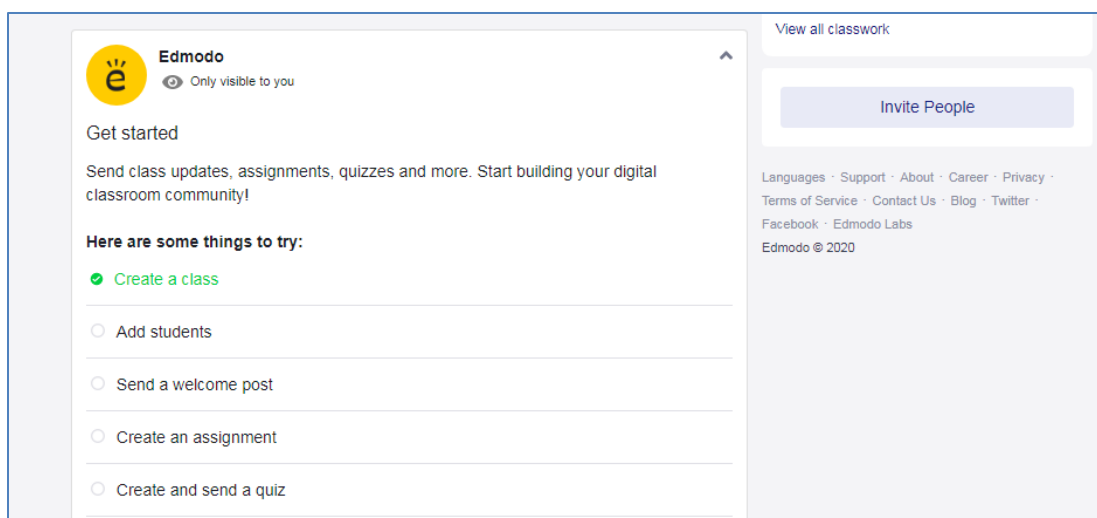 Edmodo
Only visible to you
Get started
Send class updates, assignments, quizzes and more. Start building your digital
classroom community!
Here are some things to try:
Create a class
Add students
Send a welcome post
Create an assignment
Create and send a quiz
View all classwork
Invite People
Languages · Support · About · Career · Privacy ·
Terms of Service · Contact Us · Blog · Twitter ·
Facebook · Edmodo Labs
Edmodo © 2020